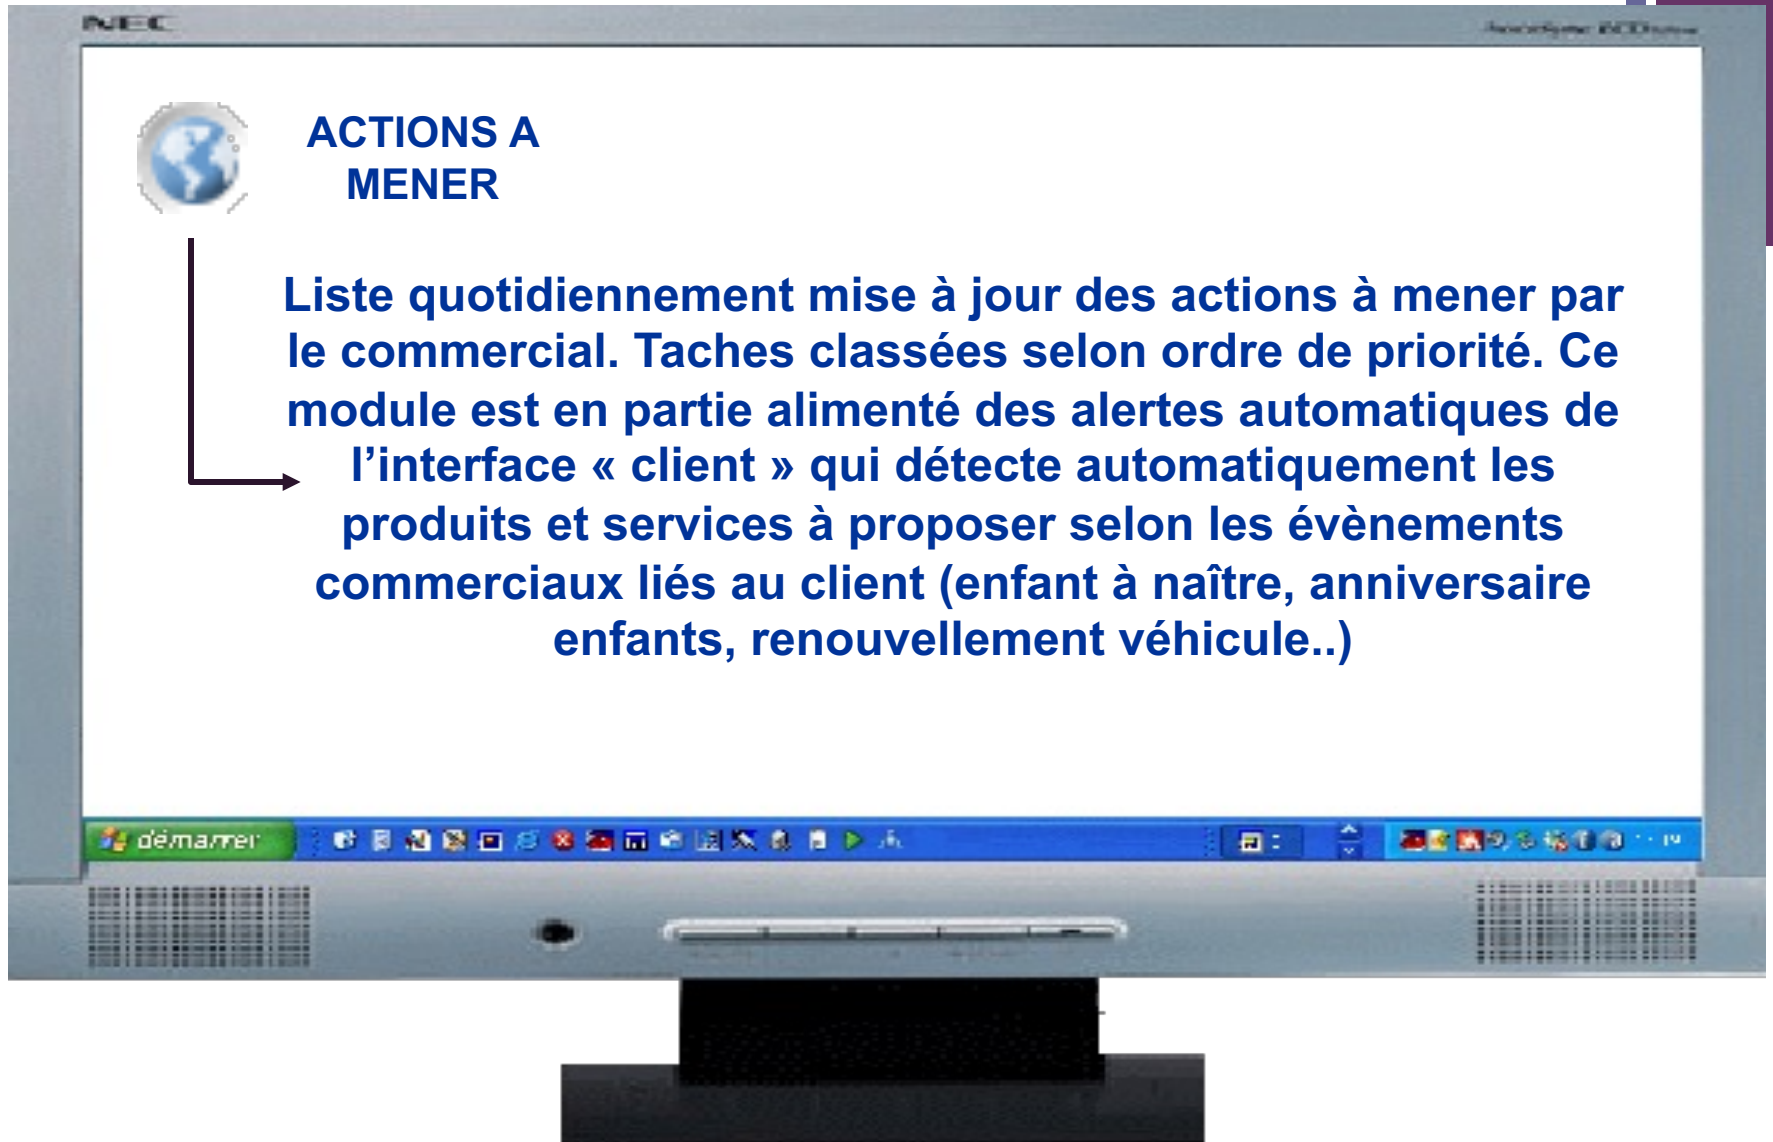 NEC
ACTIONS A
MENER
Liste quotidiennement mise à jour des actions à mener par
le commercial. Taches classées selon ordre de priorité. Ce
module est en partie alimenté des alertes automatiques de
l’interface « client » qui détecte automatiquement les
produits et services à proposer selon les évènements
commerciaux liés au client (enfant à naître, anniversaire
enfants, renouvellement véhicule..)
démarrer